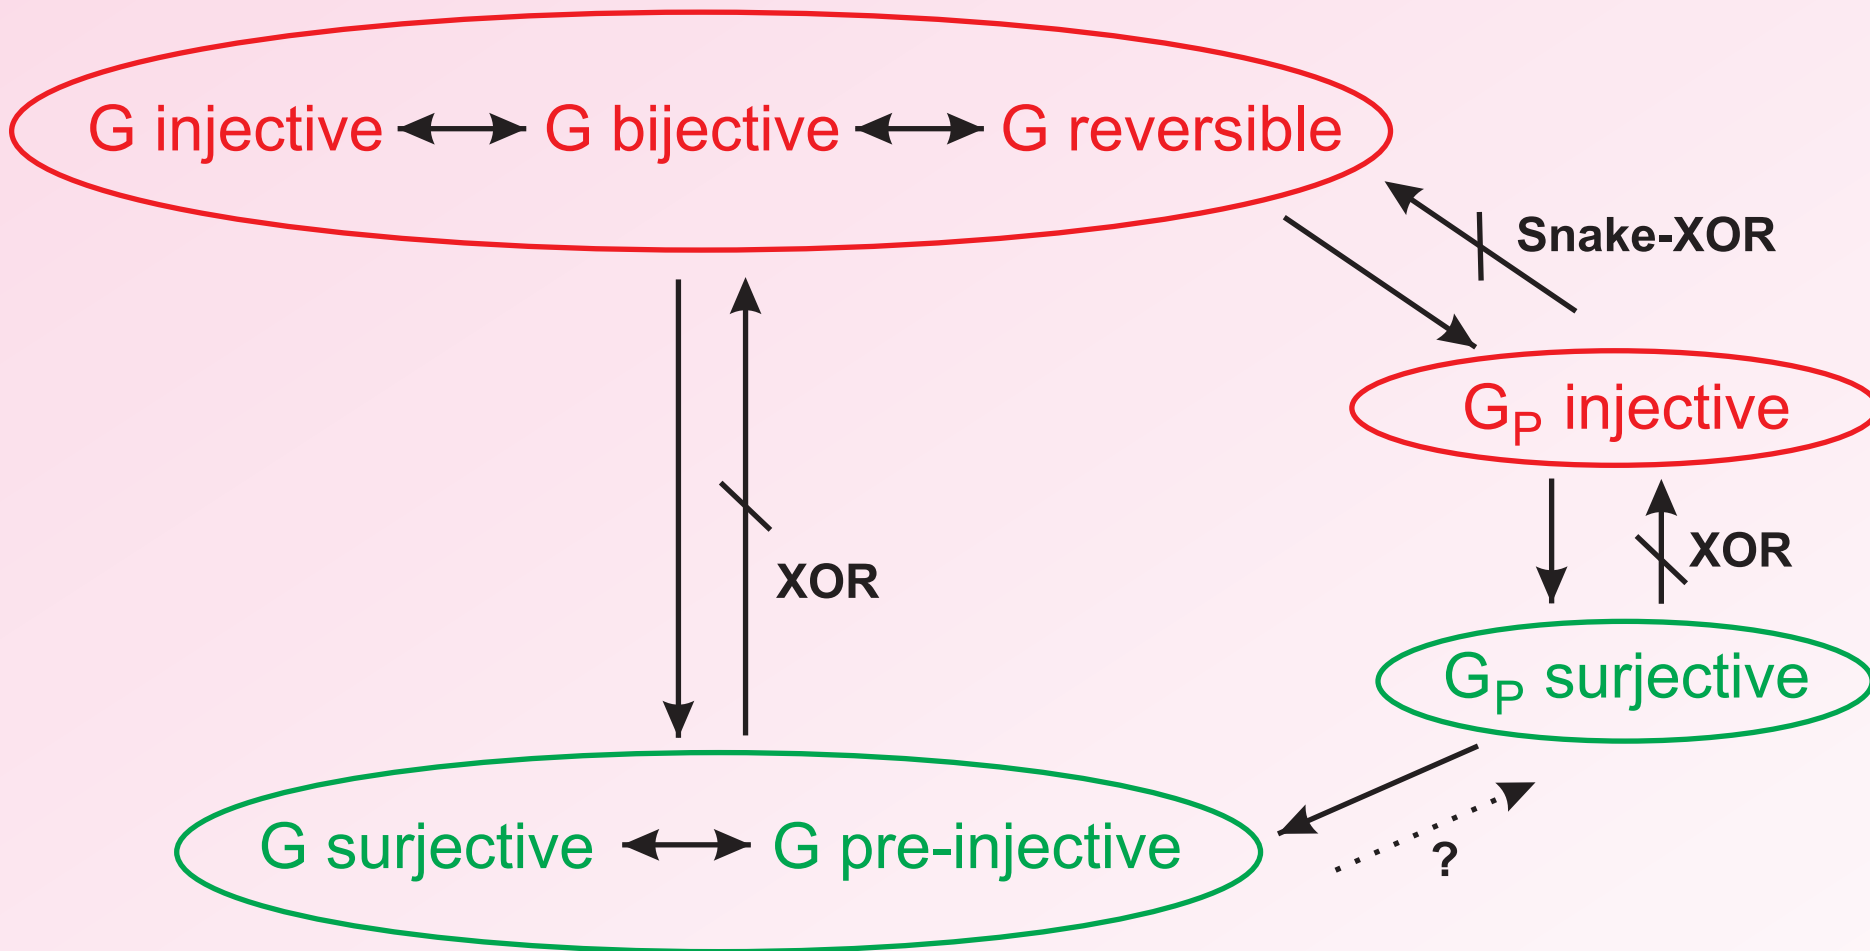 G injective G bijective G reversible
Snake-XOR
G_P injective
XOR
XOR
G_P surjective
G surjective G pre-injective
?